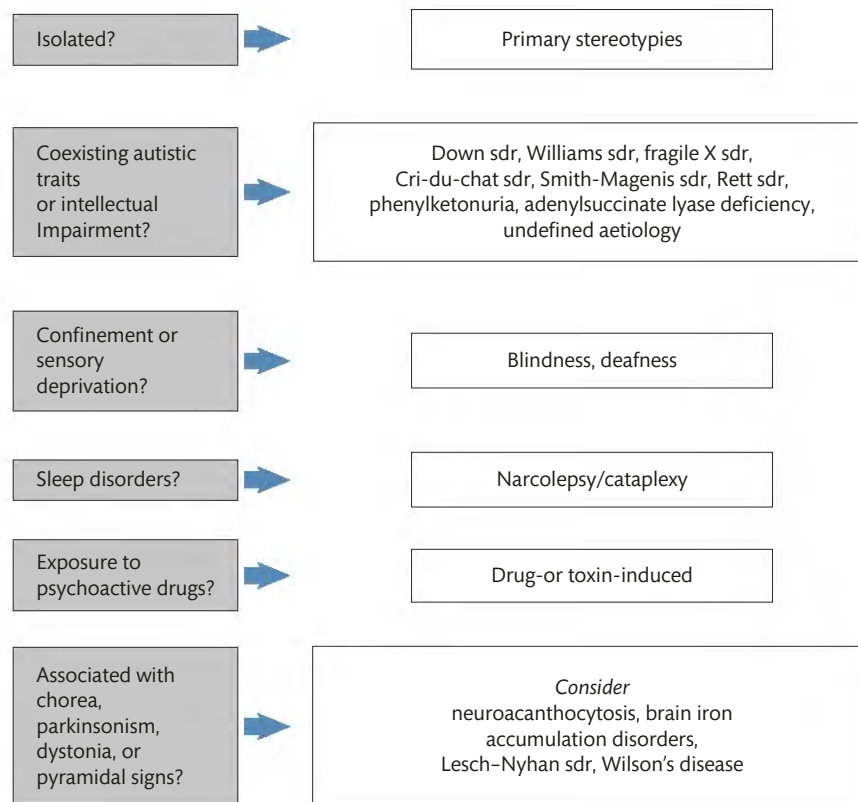 Isolated?
Primary stereotypies
Coexisting autistic
traits
or intellectual
Impairment?
Down sdr, Williams sdr, fragile X sdr,
Cri-du-chat sdr, Smith-Magenis sdr, Rett sdr,
phenylketonuria, adenylsuccinate lyase deficiency,
undefined aetiology
Confinement or
sensory
deprivation?
Blindness, deafness
Sleep disorders?
Narcolepsy/cataplexy
Exposure to
psychoactive drugs?
Drug-or toxin-induced
Associated with
chorea,
parkinsonism,
dystonia, or
pyramidal signs?
Consider
neuroacanthocytosis, brain iron
accumulation disorders,
Lesch–Nyhan sdr, Wilson's disease